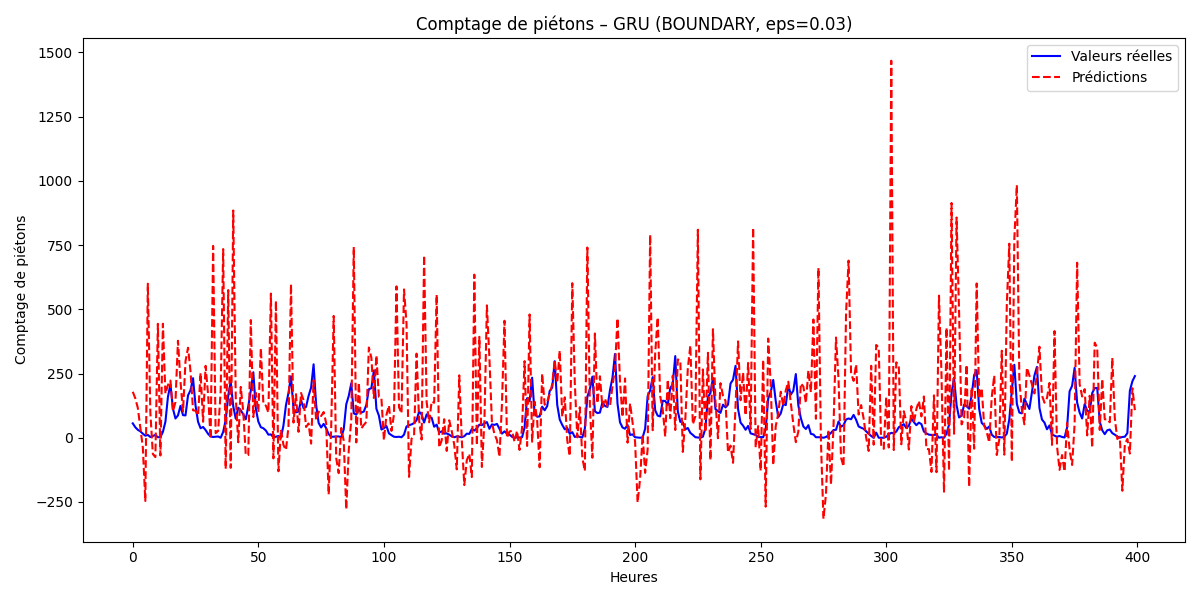 Comptage de piétons – GRU (BOUNDARY, eps=0.03)
Valeurs réelles
Prédictions
Comptage de piétons
1500
1250
1000
750
500
250
0
−250
0 50 100 150 200 250 300 350 400
Heures